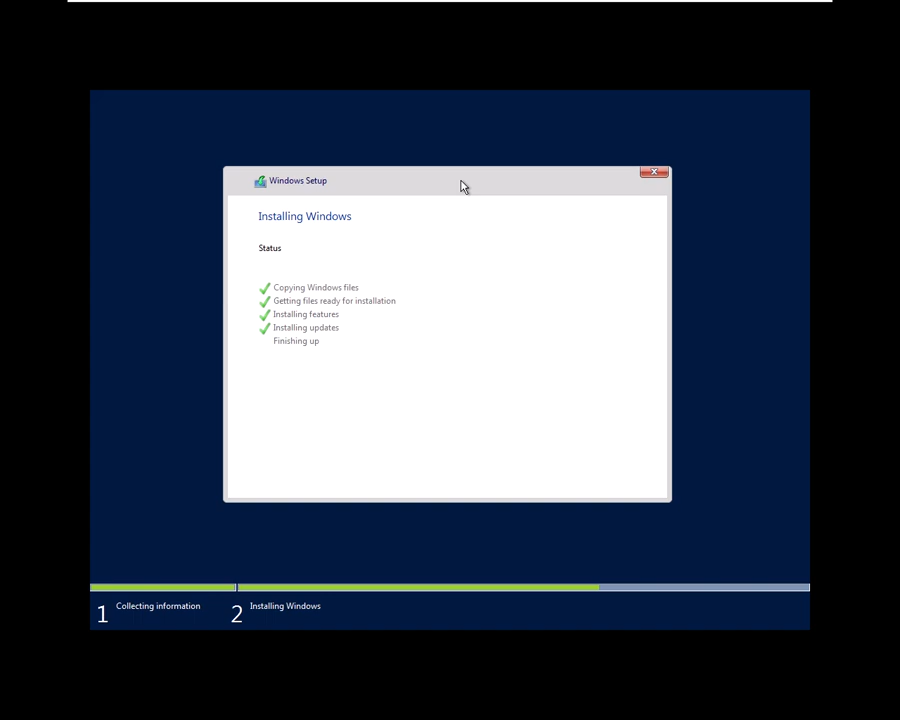 Windows Setup
Installing Windows
Status
Copying Windows files
Getting files ready for installation
Installing features
Installing updates
Finishing up
1 Collecting information
2 Installing Windows